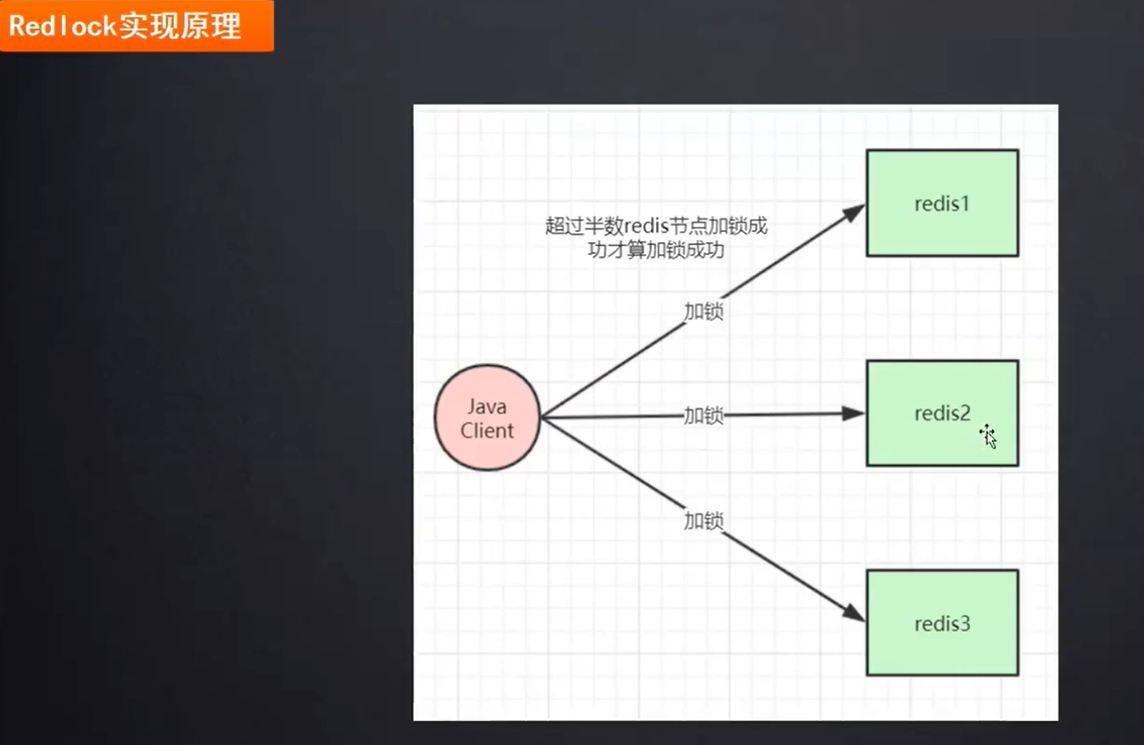 Redlock实现原理
redis1
超过半数redis节点加锁成
功才算加锁成功
加锁
Java
Client
加锁
redis2
加锁
redis3